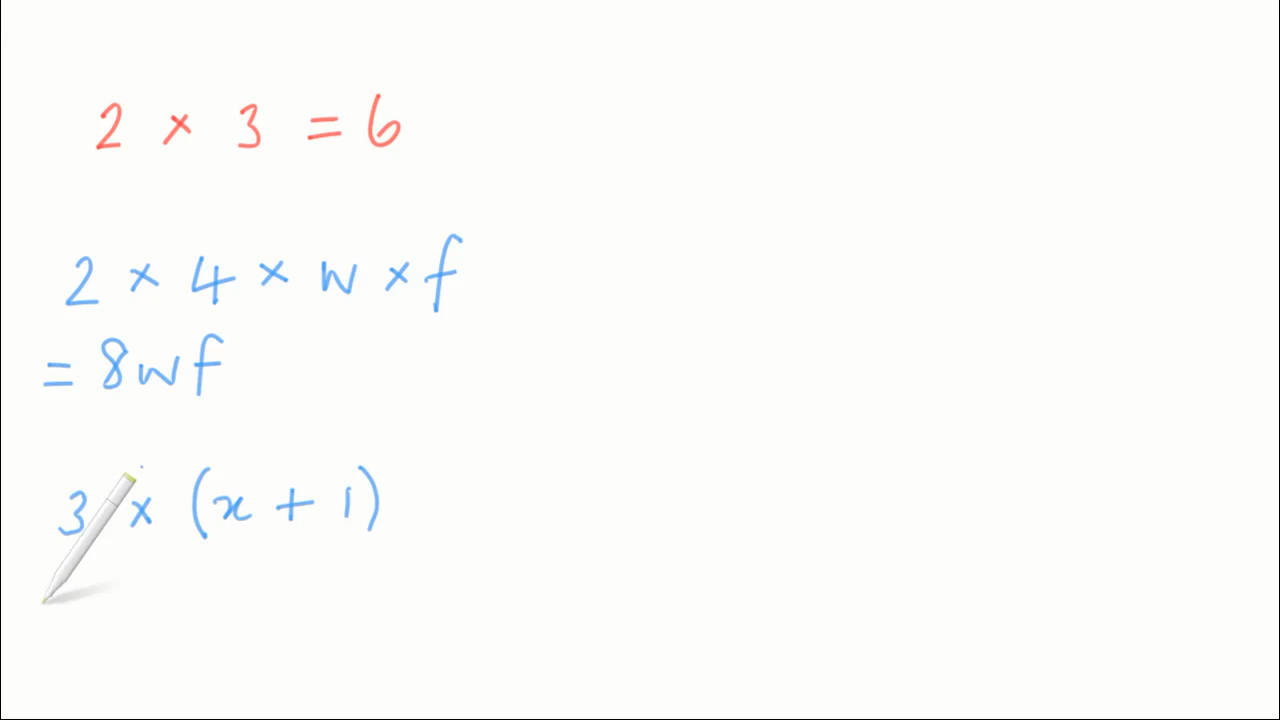 2 × 3 = 6
2 × 4 × w × f
= 8wf
3 × (x + 1)